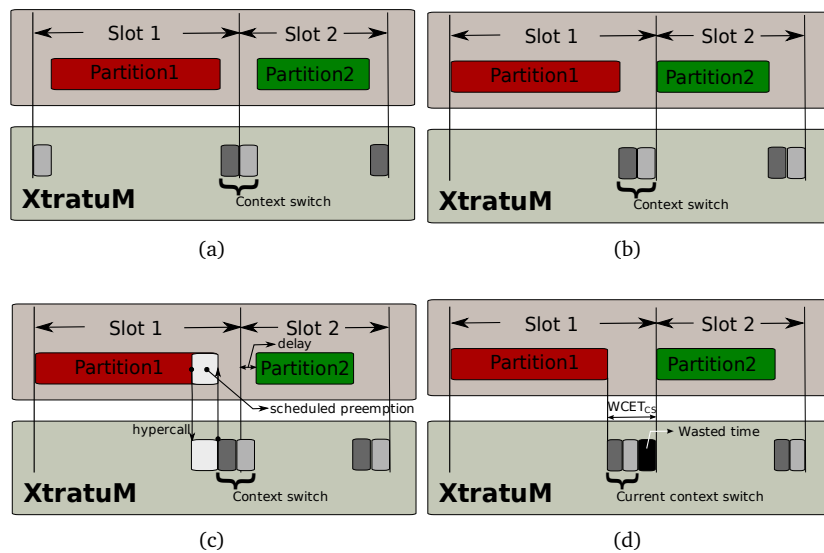 Slot 1 Slot 2
Partition1 Partition2
XtratuM
Context switch
(a)
Slot 1 Slot 2
Partition1 Partition2
XtratuM
Context switch
(b)
Slot 1 Slot 2
delay
Partition1 Partition2
scheduled preemption
hypercall
XtratuM
Context switch
(c)
Slot 1 Slot 2
Partition1 Partition2
WCETCS
Wasted time
XtratuM
Current context switch
(d)